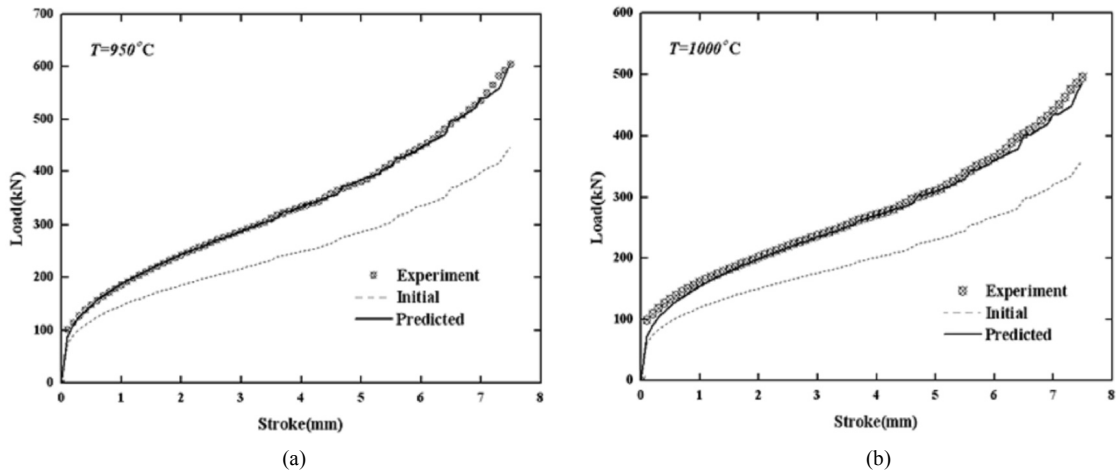 700
600
500
400
300
200
100
0
Load(kN)
T=950°C
Experiment
Initial
Predicted
0 1 2 3 4 5 6 7 8
Stroke(mm)
(a)
600
500
400
300
200
100
0
Load(kN)
T=1000°C
Experiment
Initial
Predicted
0 1 2 3 4 5 6 7 8
Stroke(mm)
(b)